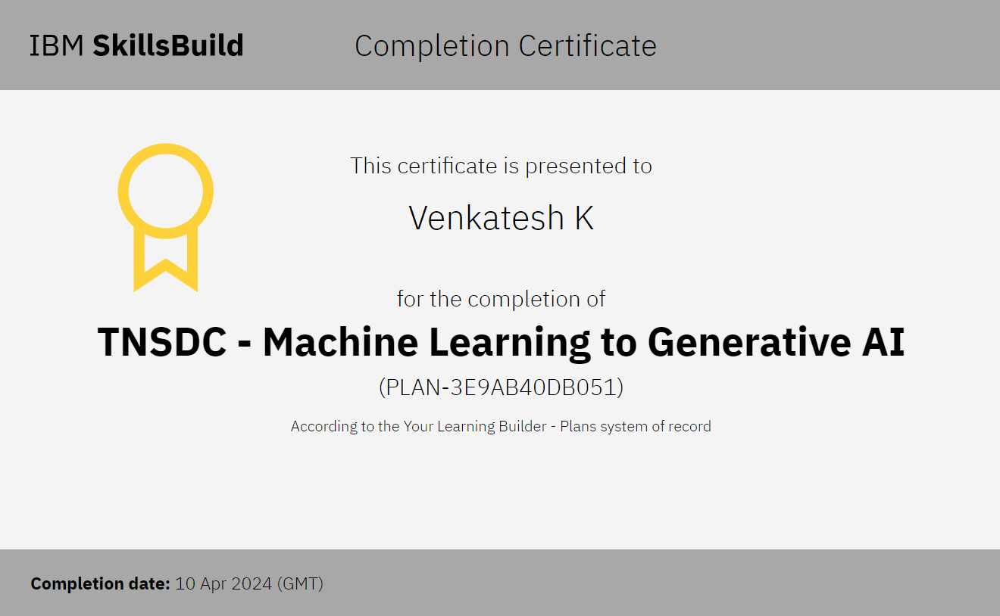 IBM SkillsBuild
Completion Certificate
This certificate is presented to
Venkatesh K
for the completion of
TNSDC - Machine Learning to Generative AI
(PLAN-3E9AB40DB051)
According to the Your Learning Builder - Plans system of record
Completion date: 10 Apr 2024 (GMT)